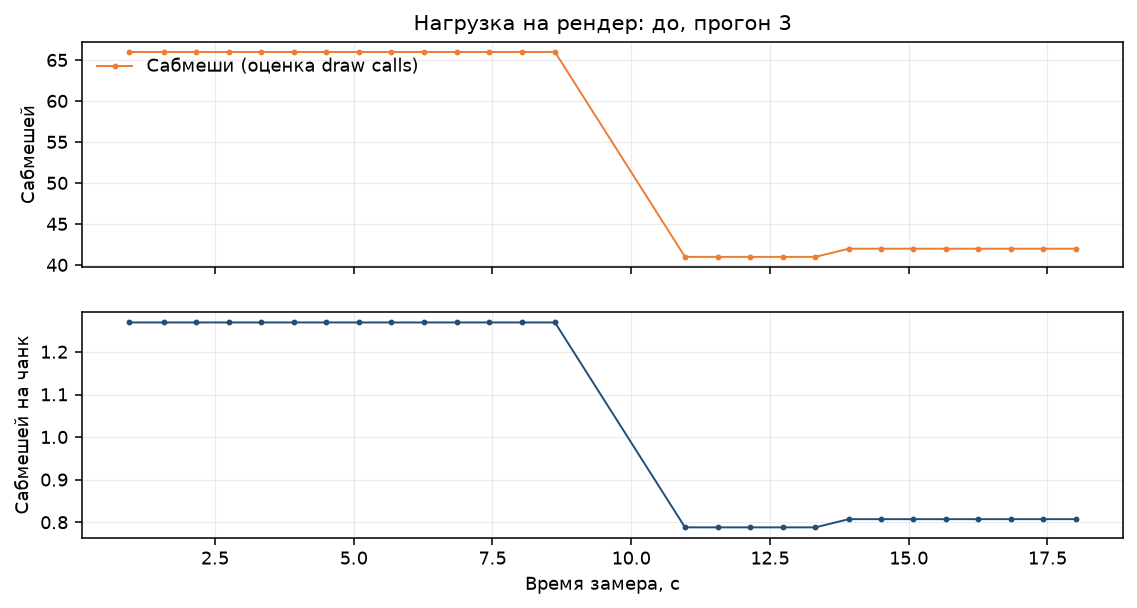 Нагрузка на рендер: до, прогон 3
Сабмеши (оценка draw calls)
Сабмешей
65
60
55
50
45
40
Сабмешей на чанк
1.2
1.1
1.0
0.9
0.8
2.5 5.0 7.5 10.0 12.5 15.0 17.5
Время замера, с